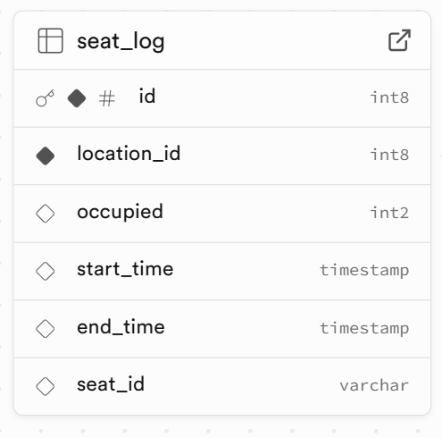 seat_log
# id int8
location_id int8
occupied int2
start_time timestamp
end_time timestamp
seat_id varchar